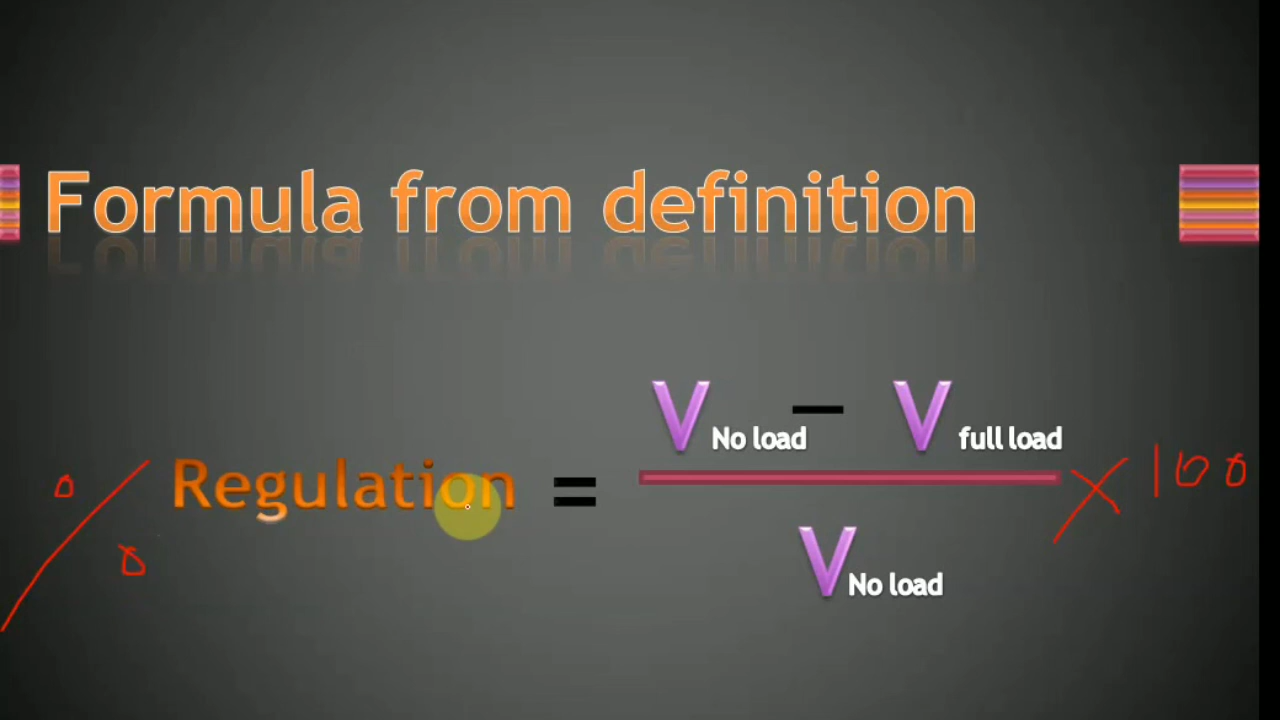 Formula from definition
% Regulation = V No load – V full load × 100
V No load